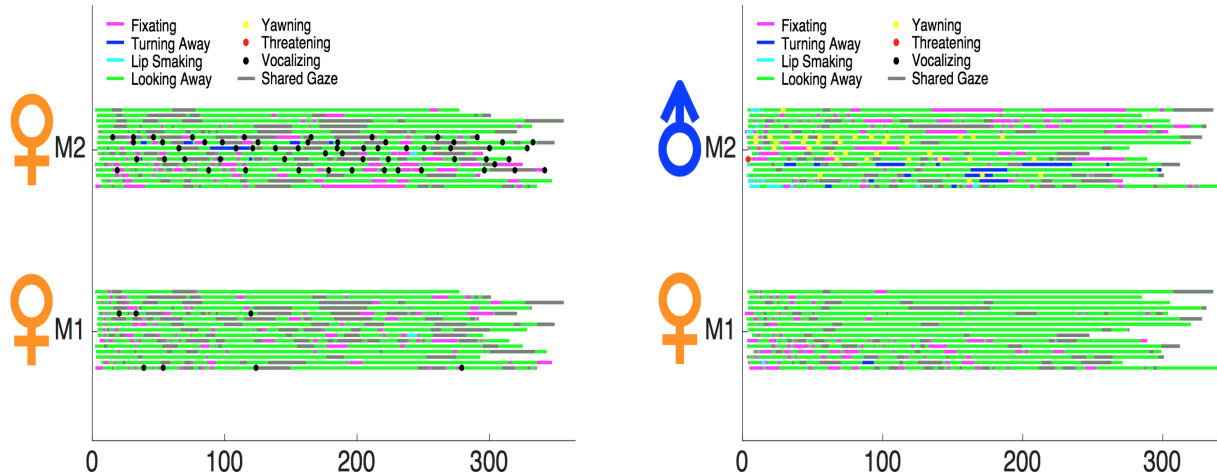 Fixating
Turning Away
Lip Smaking
Looking Away
Yawning
Threatening
Vocalizing
Shared Gaze
M2
M1
0 100 200 300
Fixating
Turning Away
Lip Smaking
Looking Away
Yawning
Threatening
Vocalizing
Shared Gaze
M2
M1
0 100 200 300